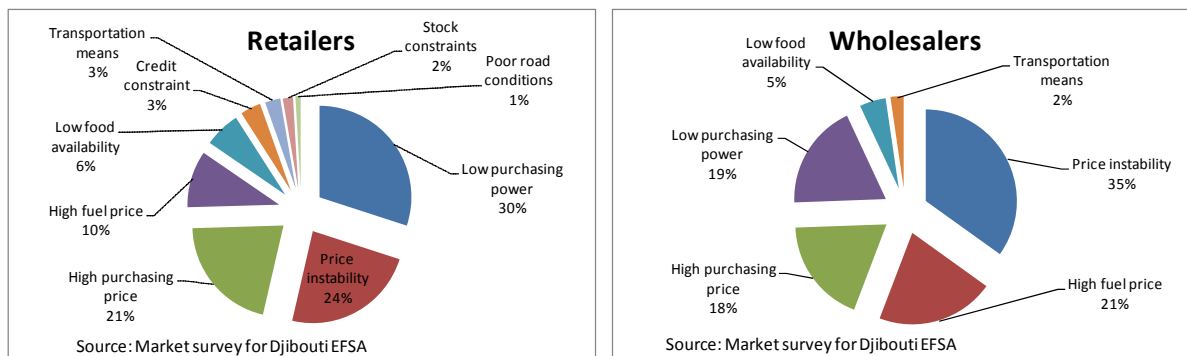 Retailers
Transportation
means
3%
Stock
constraints
2%
Poor road
conditions
1%
Credit
constraint
3%
Low food
availability
6%
Low purchasing
power
30%
High fuel price
10%
Price
instability
24%
High purchasing
price
21%
Source: Market survey for Djibouti EFSA
Wholesalers
Low food
availability
5%
Transportation
means
2%
Low purchasing
power
19%
Price instability
35%
High purchasing
price
18%
High fuel price
21%
Source: Market survey for Djibouti EFSA